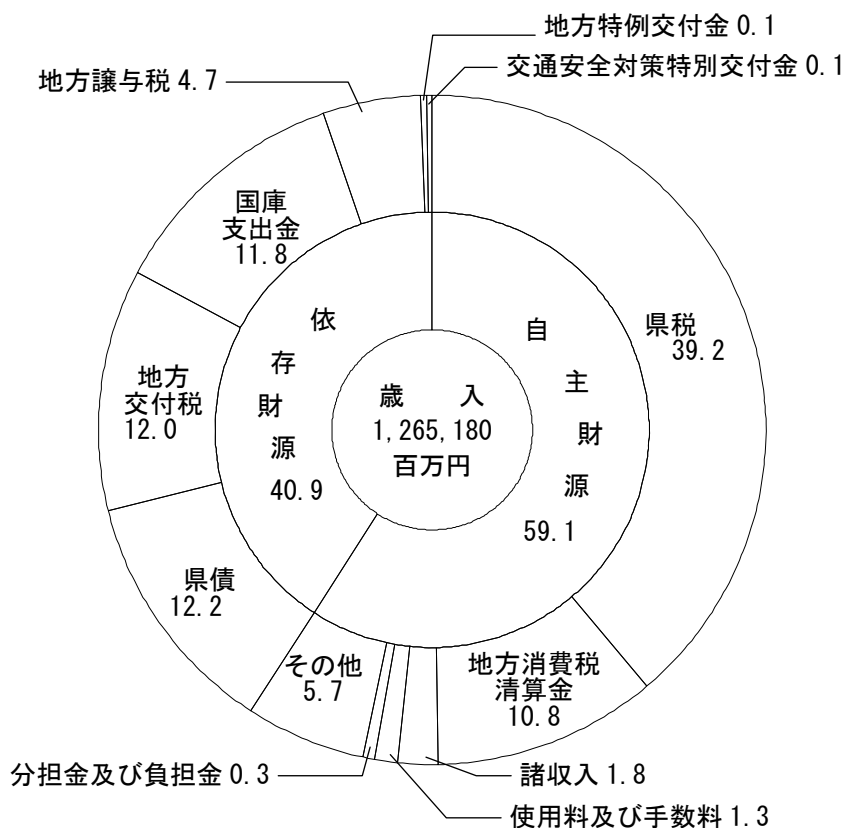 地方特例交付金 0.1
交通安全対策特別交付金 0.1
地方譲与税 4.7
国庫
支出金
11.8
地方
交付税
12.0
県債
12.2
依存財源
40.9
歳　入
1,265,180
百万円
自主財源
59.1
県税
39.2
地方消費税
清算金
10.8
その他
5.7
分担金及び負担金 0.3
諸収入 1.8
使用料及び手数料 1.3